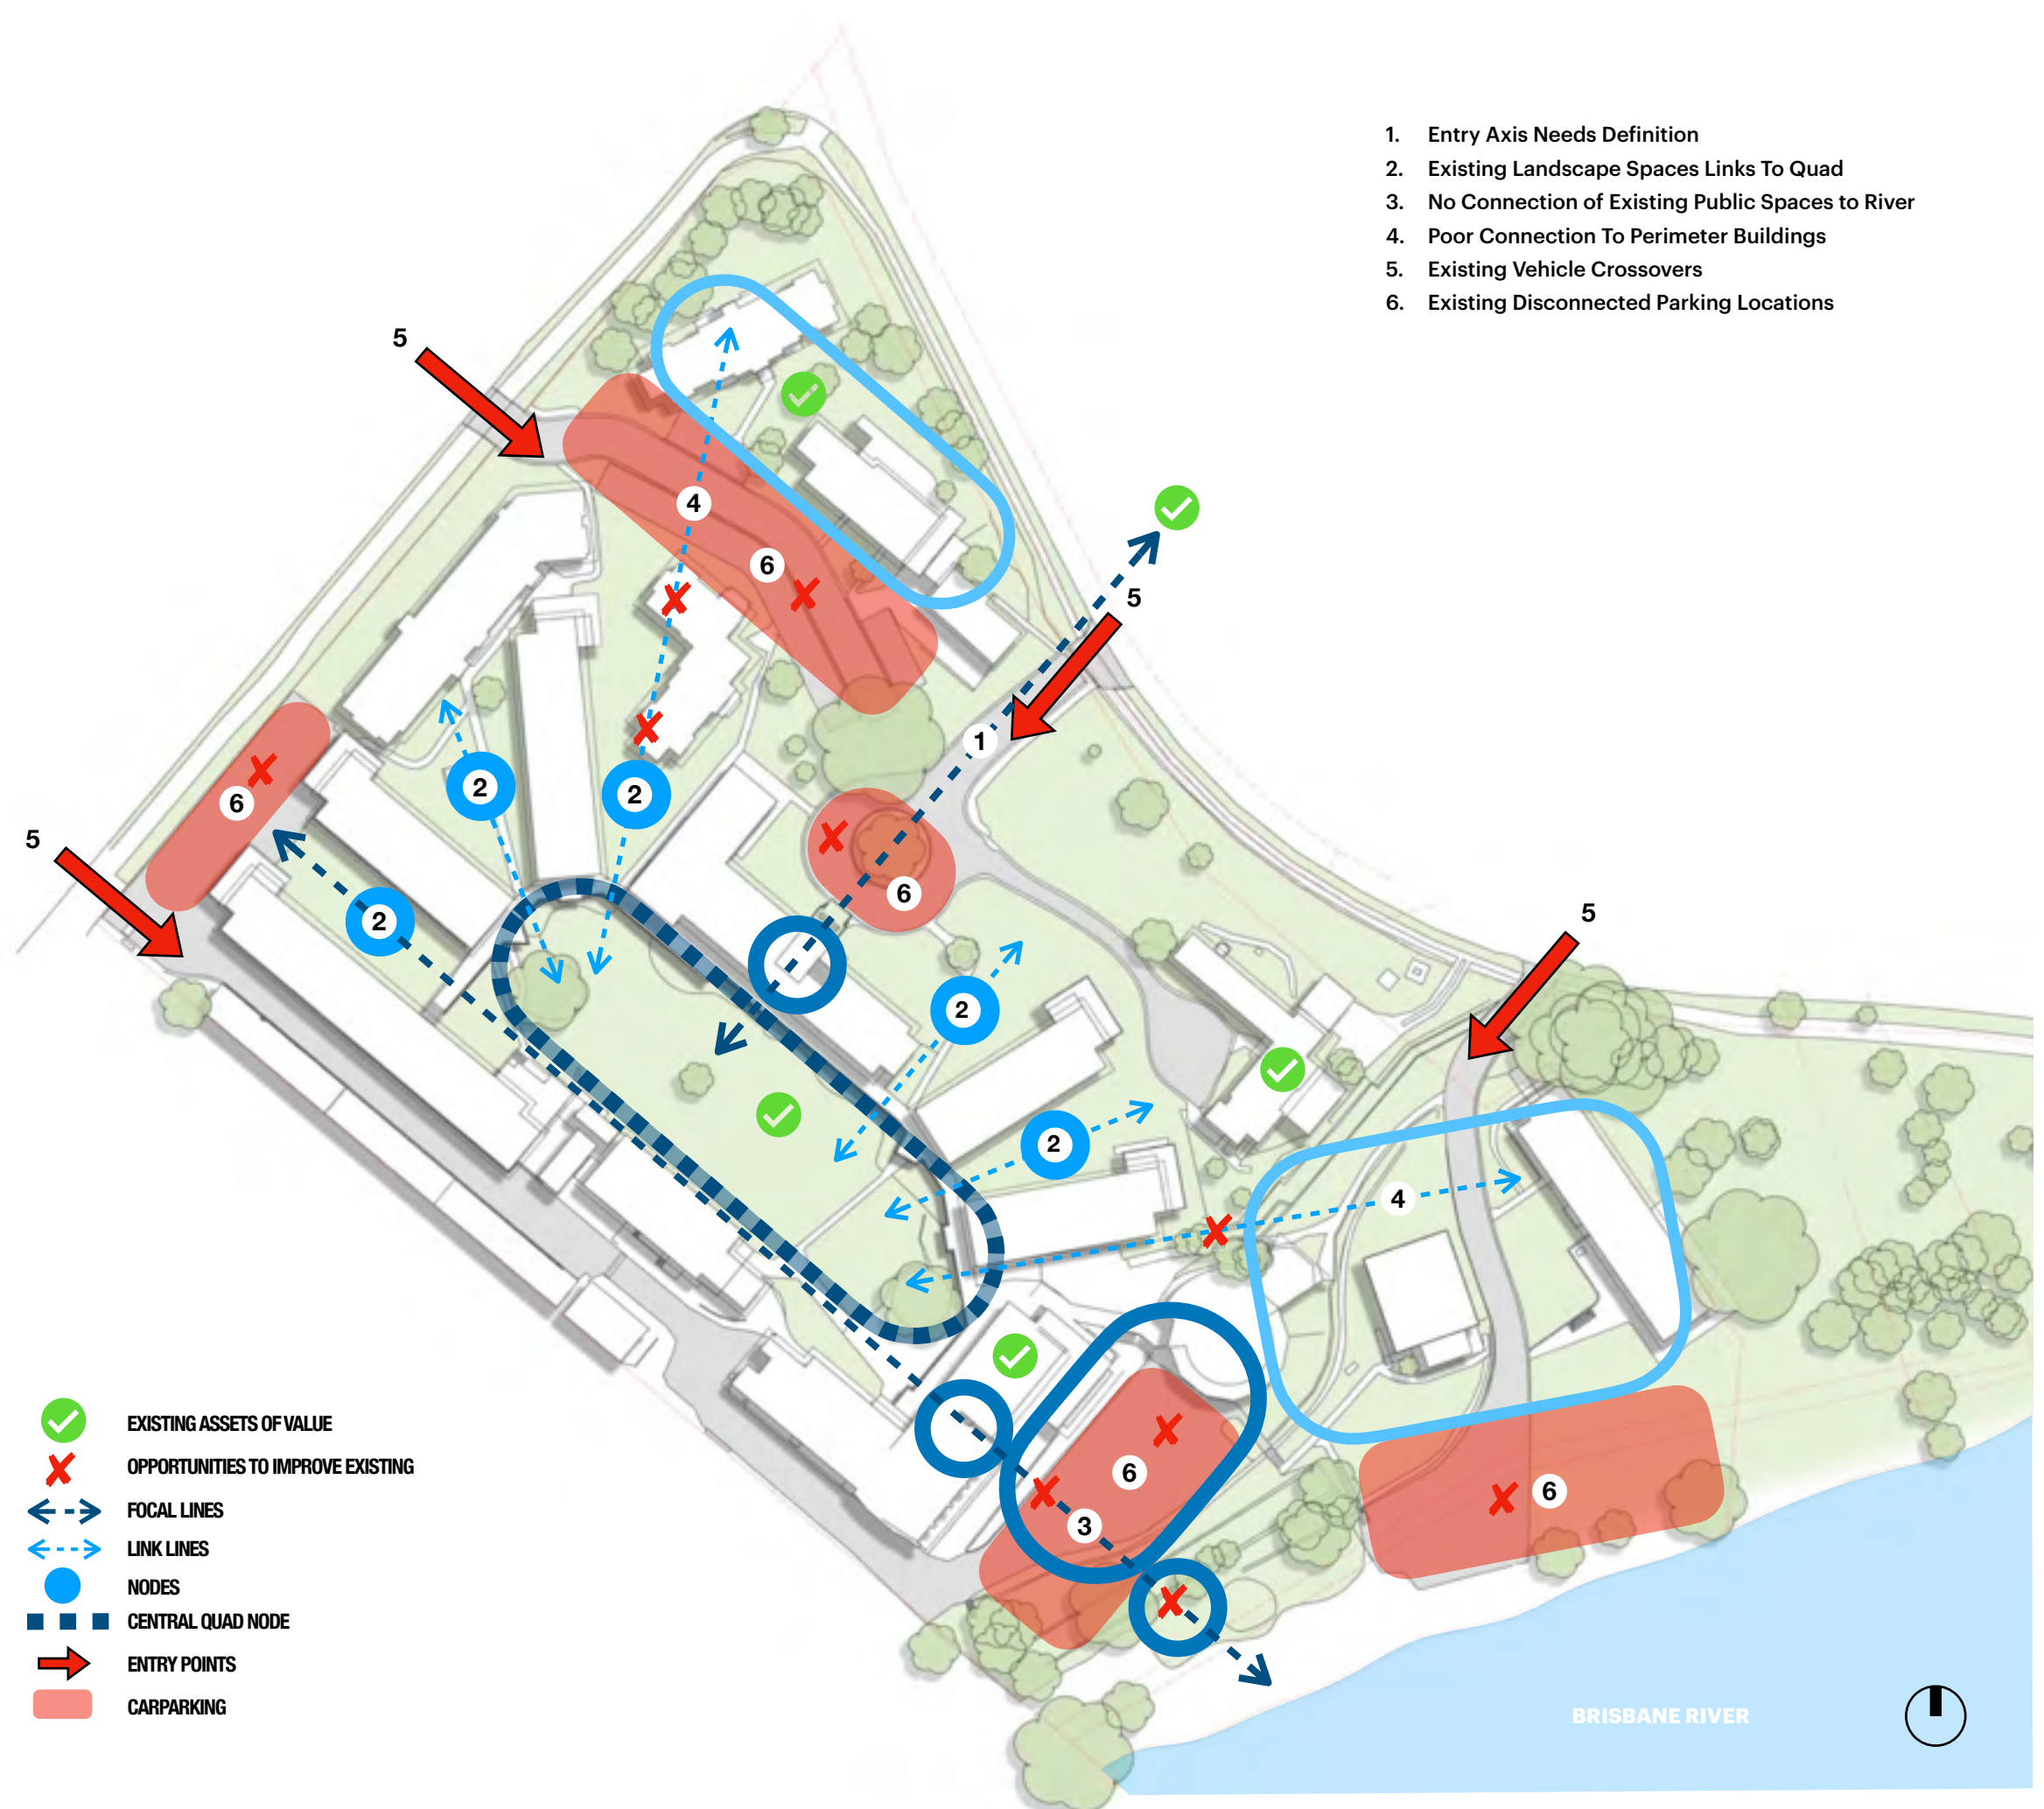 1. Entry Axis Needs Definition
2. Existing Landscape Spaces Links To Quad
3. No Connection of Existing Public Spaces to River
4. Poor Connection To Perimeter Buildings
5. Existing Vehicle Crossovers
6. Existing Disconnected Parking Locations
5
4
6
5
1
2
2
6
5
2
6
5
2
2
4
6
3
6
EXISTING ASSETS OF VALUE
OPPORTUNITIES TO IMPROVE EXISTING
FOCAL LINES
LINK LINES
NODES
CENTRAL QUAD NODE
ENTRY POINTS
CARPARKING
BRISBANE RIVER